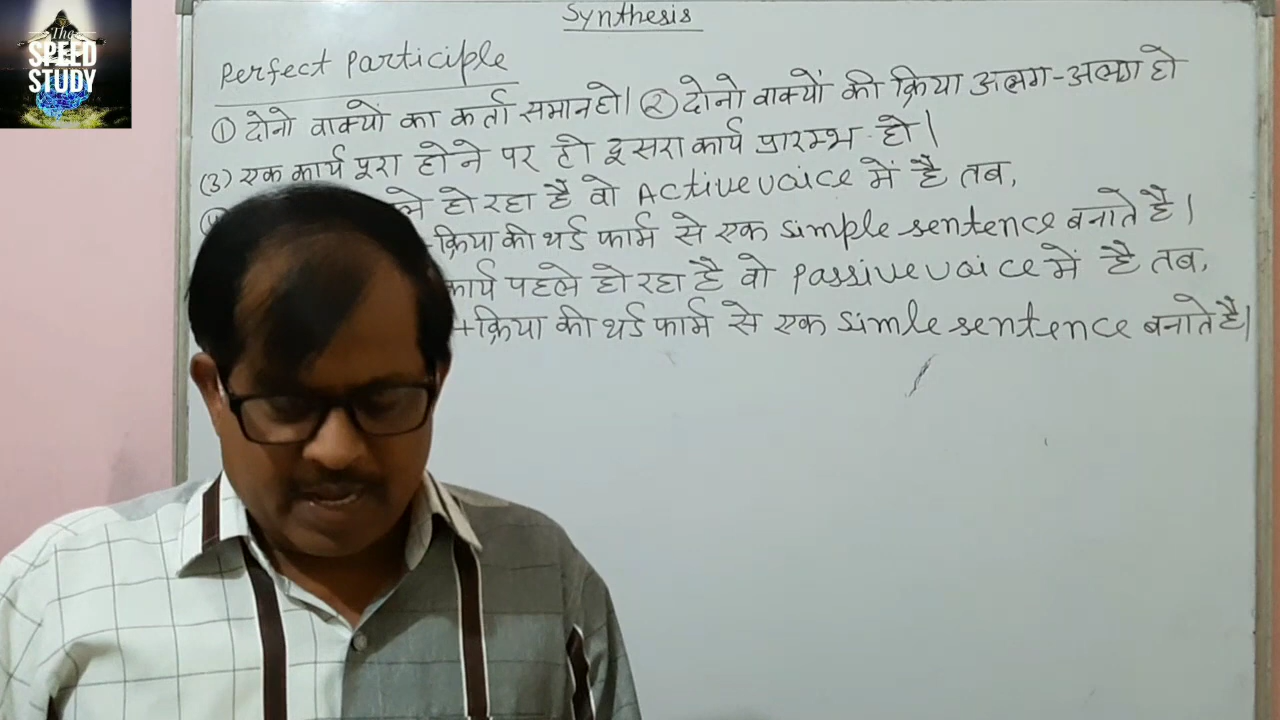 The
SPEED
STUDY
Synthesis
Perfect Participle
① दोनो वाक्यों का कर्ता समान हो। ② दोनो वाक्यों की क्रिया अलग-अलग हो
(3) एक कार्य पूरा होने पर ही दूसरा कार्य प्रारम्भ हो।
हो रहा है वो Active voice में है तब,
क्रिया की थर्ड फार्म से एक simple sentence बनाते है।
कार्य पहले हो रहा है वो passive voice में है तब,
+क्रिया की थर्ड फार्म से एक simle sentence बनाते है।